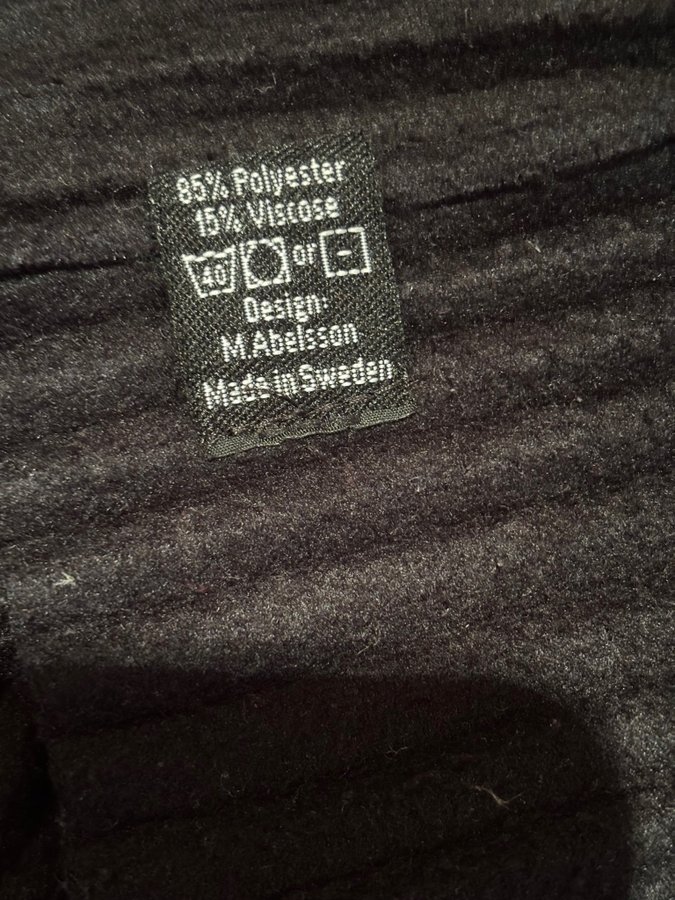 85% Polyester
15% Viscose
40 or
Design:
M.Abelsson
Made in Sweden